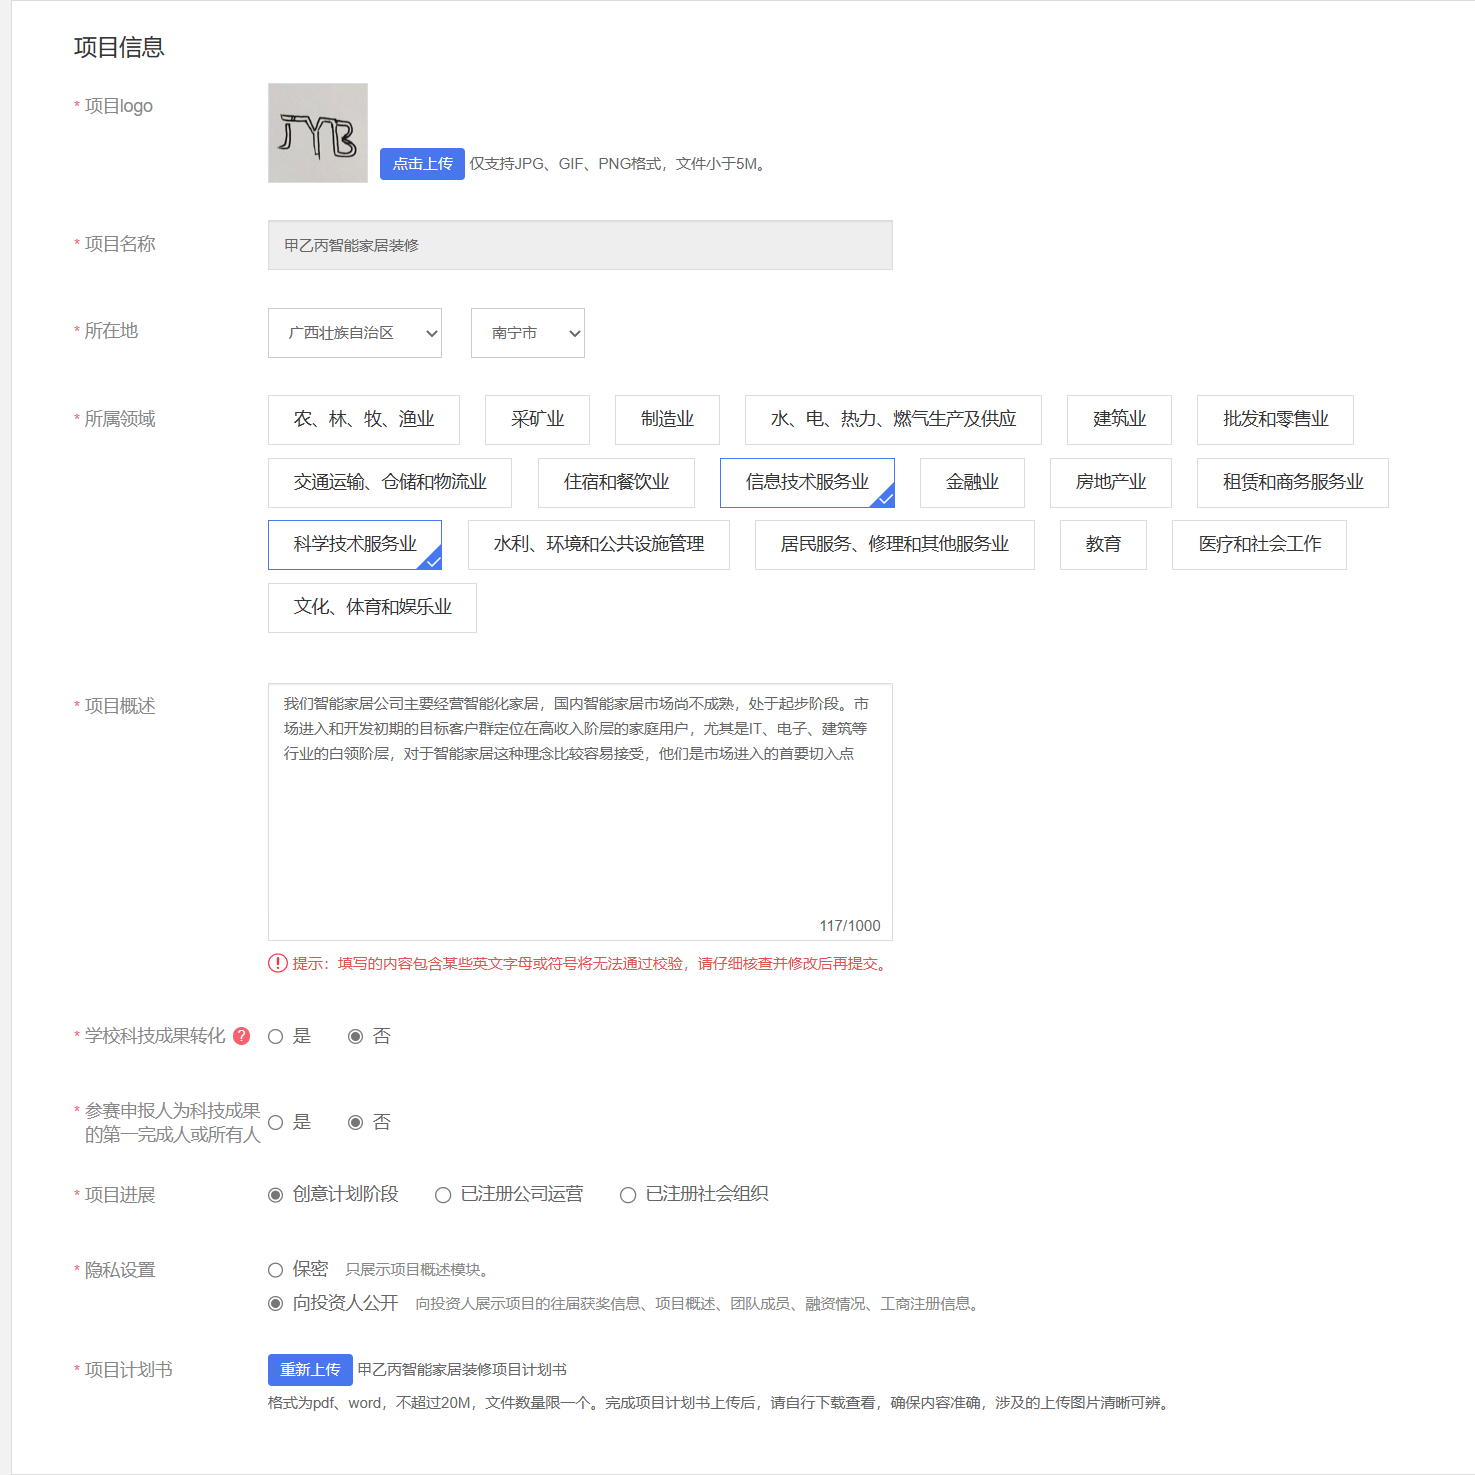 项目信息
* 项目logo
JYB
点击上传 仅支持JPG、GIF、PNG格式，文件小于5M。
* 项目名称 甲乙丙智能家居装修
* 所在地 广西壮族自治区 南宁市
* 所属领域 农、林、牧、渔业 采矿业 制造业 水、电、热力、燃气生产及供应 建筑业 批发和零售业
交通运输、仓储和物流业 住宿和餐饮业 信息技术服务业 金融业 房地产业 租赁和商务服务业
科学技术服务业 水利、环境和公共设施管理 居民服务、修理和其他服务业 教育 医疗和社会工作
文化、体育和娱乐业
* 项目概述 我们智能家居公司主要经营智能化家居，国内智能家居市场尚不成熟，处于起步阶段。市
场进入和开发初期的目标客户群定位在高收入阶层的家庭用户，尤其是IT、电子、建筑等
行业的白领阶层，对于智能家居这种理念比较容易接受，他们是市场进入的首要切入点
117/1000
! 提示：填写的内容包含某些英文字母或符号将无法通过校验，请仔细核查并修改后再提交。
* 学校科技成果转化 ? 是 否
* 参赛申报人为科技成果
的第一完成人或所有人 是 否
* 项目进展 创意计划阶段 已注册公司运营 已注册社会组织
* 隐私设置 保密 只展示项目概述模块。
向投资人公开 向投资人展示项目的往届获奖信息、项目概述、团队成员、融资情况、工商注册信息。
* 项目计划书 重新上传 甲乙丙智能家居装修项目计划书
格式为pdf、word，不超过20M，文件数量限一个。完成项目计划书上传后，请自行下载查看，确保内容准确，涉及的上传图片清晰可辨。